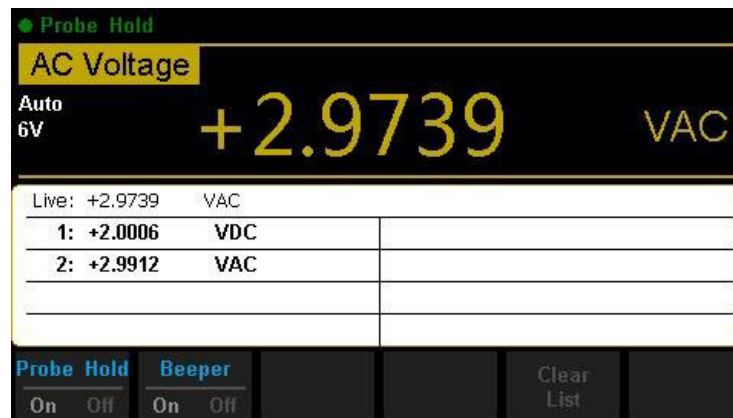 Probe Hold
AC Voltage
Auto
6V
+2.9739 VAC
Live: +2.9739 VAC
1: +2.0006 VDC
2: +2.9912 VAC
Probe Hold
On Off
Beeper
On Off
Clear
List